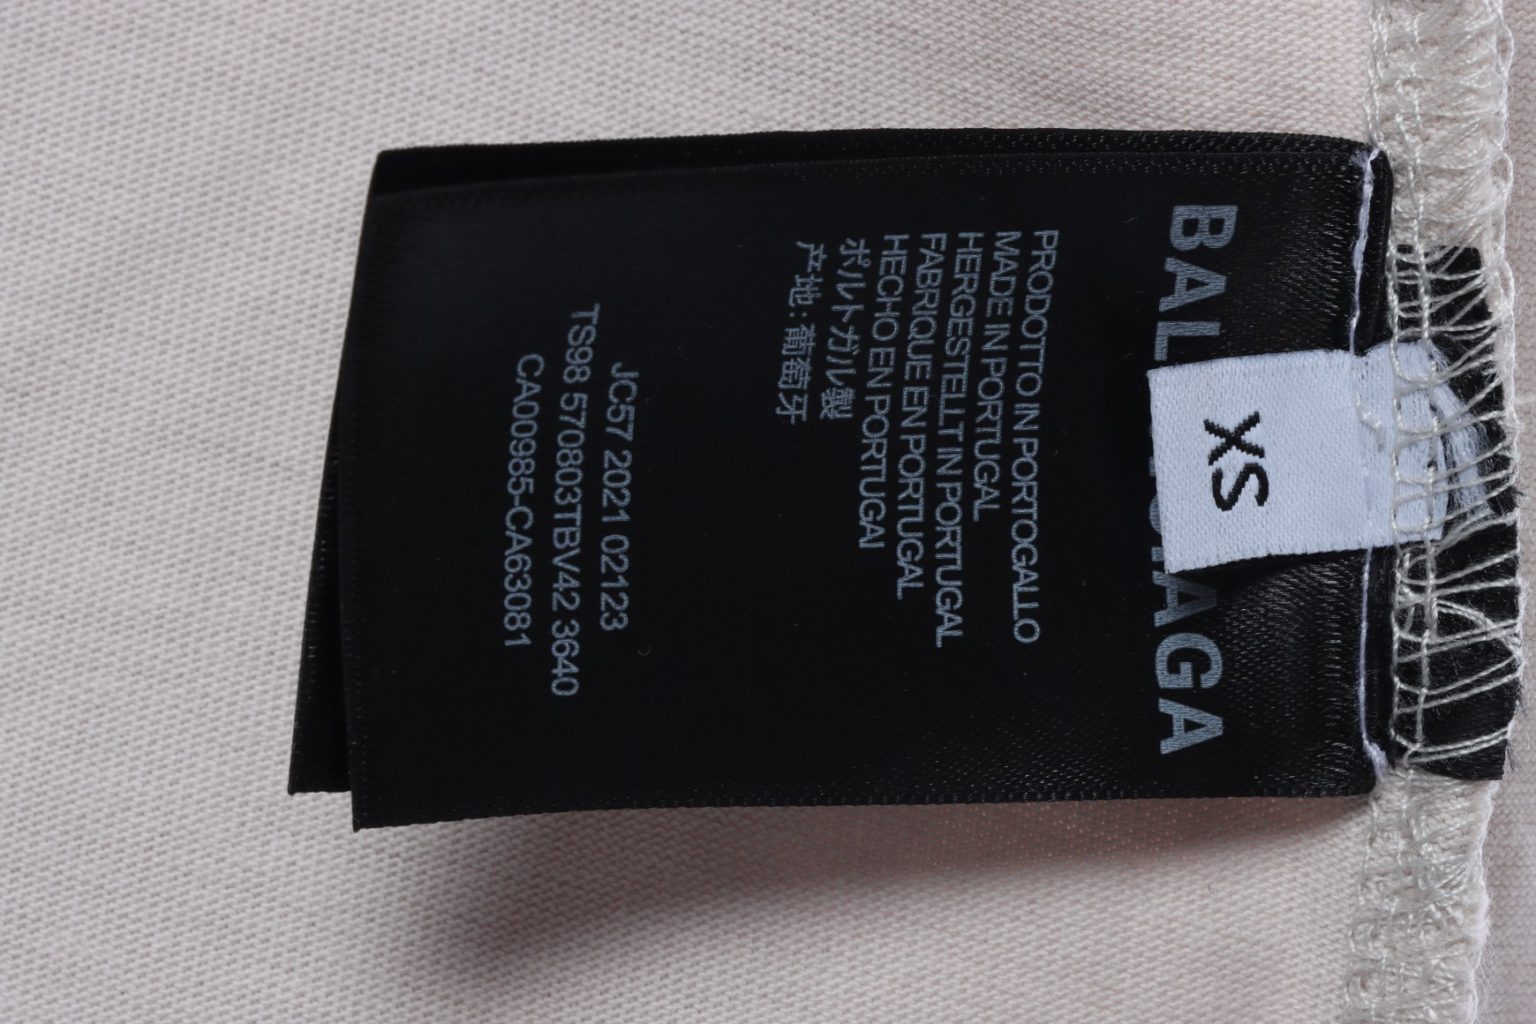 BAL AGA
XS
PRODOTTO IN PORTOGALLO
MADE IN PORTUGAL
HERGESTELLT IN PORTUGAL
FABRIQUE EN PORTUGAL
HECHO EN PORTUGAl
ポルトガル製
产地: 葡萄牙
JC57 2021 02123
TS98 570803TBV42 3640
CA00985-CA63081